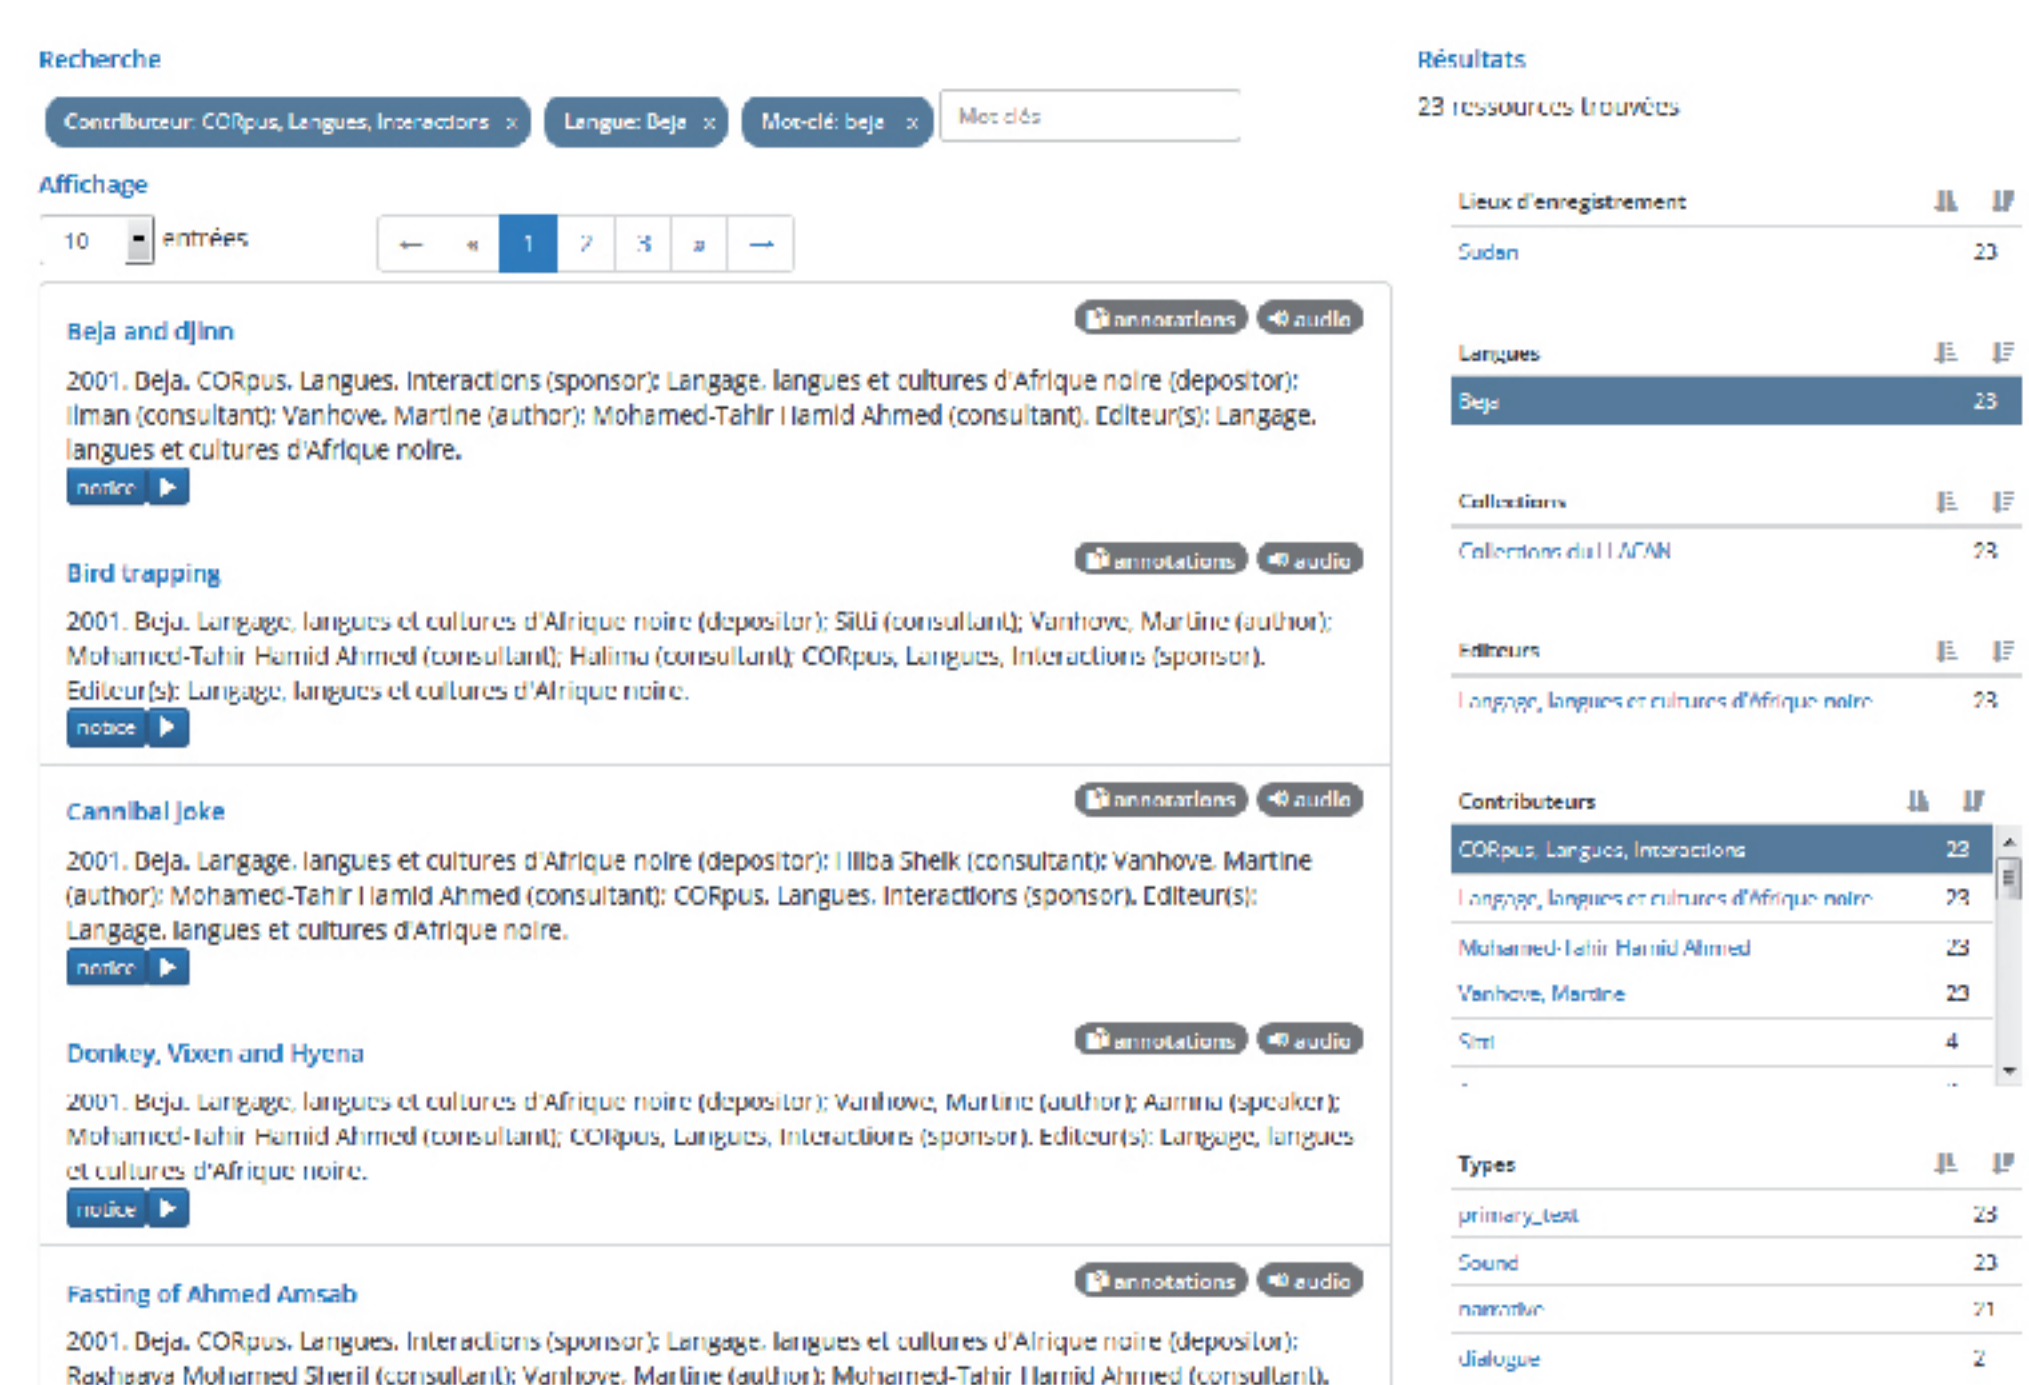 Recherche
Contributeur: CORpus, Langues, Interactions x
Langue: Beja x
Mot-clé: beja x
Mot clés
Affichage
10 entrées
← « 1 2 3 » →
Beja and djinn
annotations audio
2001. Beja. CORpus, Langues, Interactions (sponsor); Langage, langues et cultures d'Afrique noire (depositor);
Ilman (consultant); Vanhove, Martine (author); Mohamed-Tahir Hamid Ahmed (consultant). Editeur(s): Langage,
langues et cultures d'Afrique noire.
notice
Bird trapping
annotations audio
2001. Beja. Langage, langues et cultures d'Afrique noire (depositor); Sitti (consultant); Vanhove, Martine (author);
Mohamed-Tahir Hamid Ahmed (consultant); Halima (consultant); CORpus, Langues, Interactions (sponsor).
Editeur(s): Langage, langues et cultures d'Afrique noire.
notice
Cannibal joke
annotations audio
2001. Beja. Langage, langues et cultures d'Afrique noire (depositor); Hiiba Sheik (consultant); Vanhove, Martine
(author); Mohamed-Tahir Hamid Ahmed (consultant); CORpus, Langues, Interactions (sponsor). Editeur(s):
Langage, langues et cultures d'Afrique noire.
notice
Donkey, Vixen and Hyena
annotations audio
2001. Beja. Langage, langues et cultures d'Afrique noire (depositor); Vanhove, Martine (author); Aamna (speaker);
Mohamed-Tahir Hamid Ahmed (consultant); CORpus, Langues, Interactions (sponsor). Editeur(s): Langage, langues
et cultures d'Afrique noire.
notice
Fasting of Ahmed Amsab
annotations audio
2001. Beja. CORpus, Langues, Interactions (sponsor); Langage, langues et cultures d'Afrique noire (depositor);
Raghaaya Mohamed Sherif (consultant); Vanhove, Martine (author); Mohamed-Tahir Hamid Ahmed (consultant).
Résultats
23 ressources trouvées
Lieux d'enregistrement
Sudan 23
Langues
Beja 23
Collections
Collections du LLACAN 23
Editeurs
Langage, langues et cultures d'Afrique noire 23
Contributeurs
CORpus, Langues, Interactions 23
Langage, langues et cultures d'Afrique noire 23
Mohamed-Tahir Hamid Ahmed 23
Vanhove, Martine 23
Sitti 4
Types
primary_text 23
Sound 23
narrative 21
dialogue 2